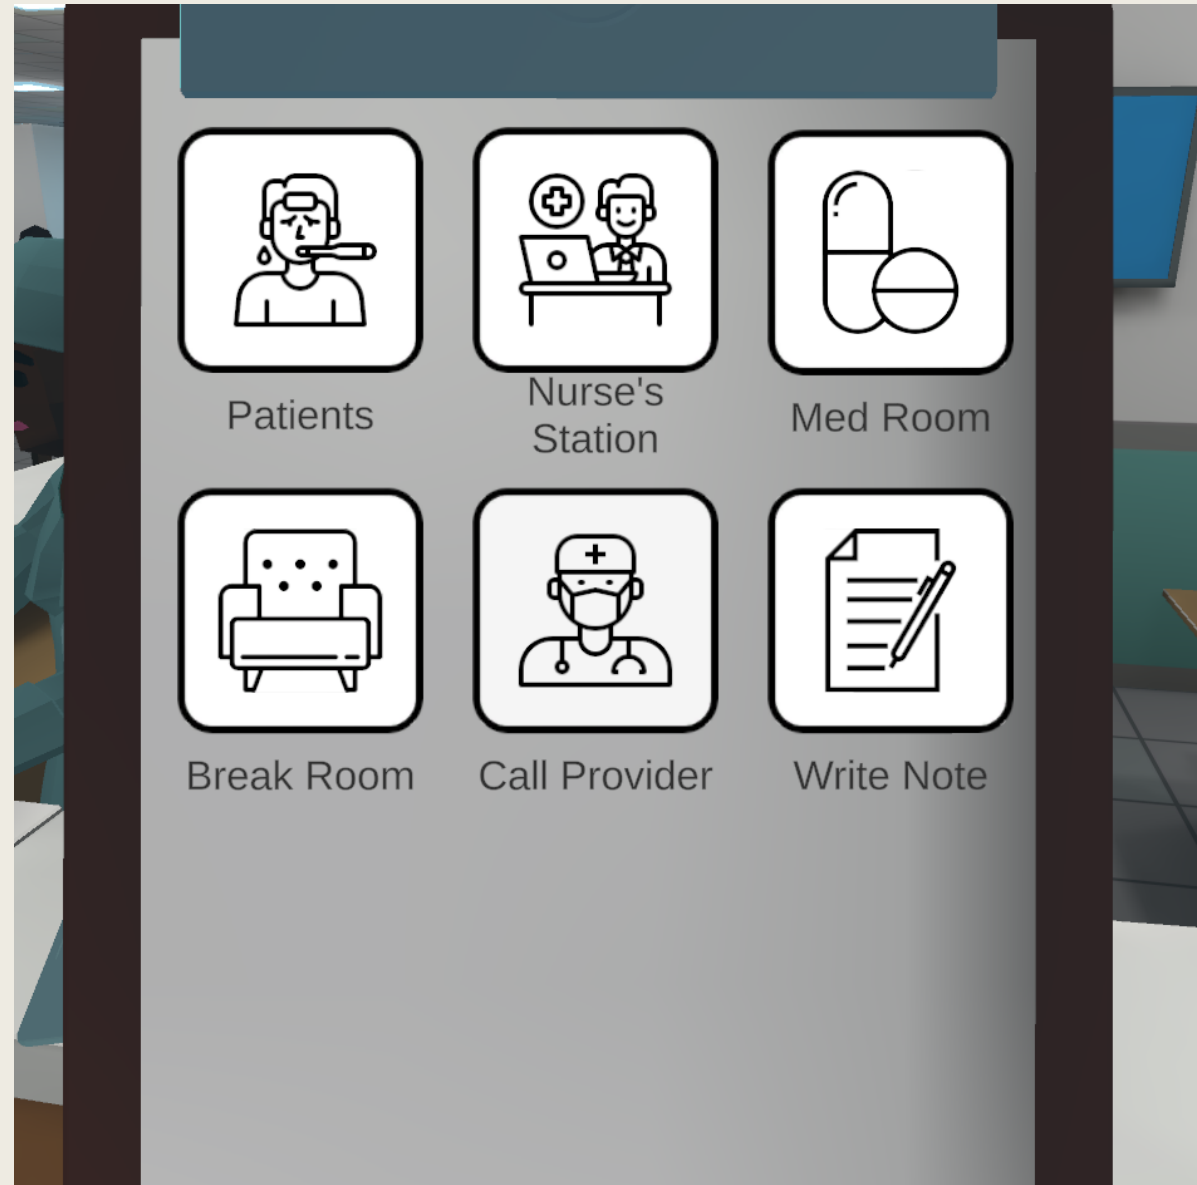 Patients
Nurse's
Station
Med Room
Break Room
Call Provider
Write Note